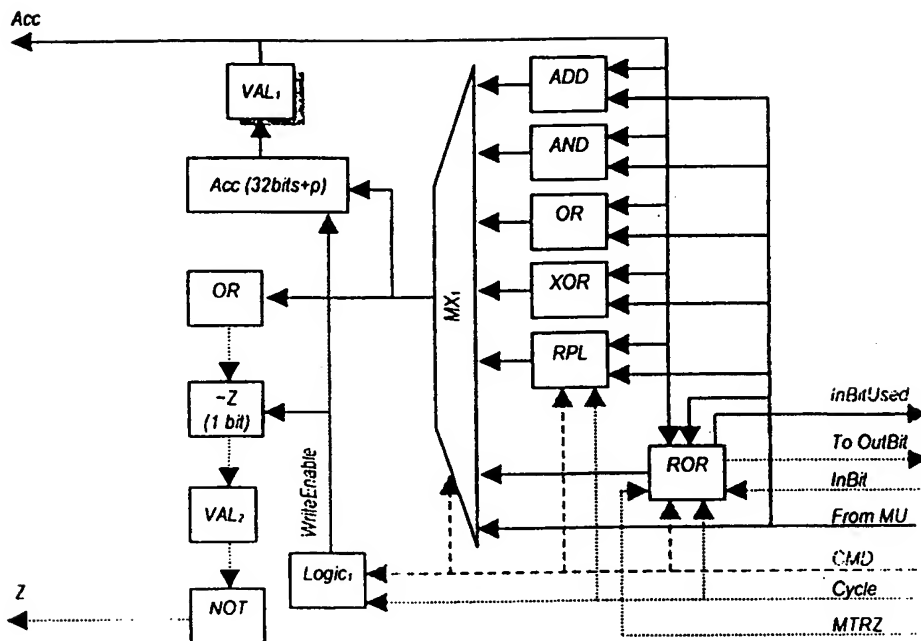 Acc
VAL₁
ADD
AND
Acc (32bits+p)
OR
OR
XOR
MX₁
RPL
~Z
(1 bit)
InBitUsed
To OutBit
ROR
InBit
VAL₂
WriteEnable
From MU
CMD
Logic₁
Cycle
Z
NOT
MTRZ